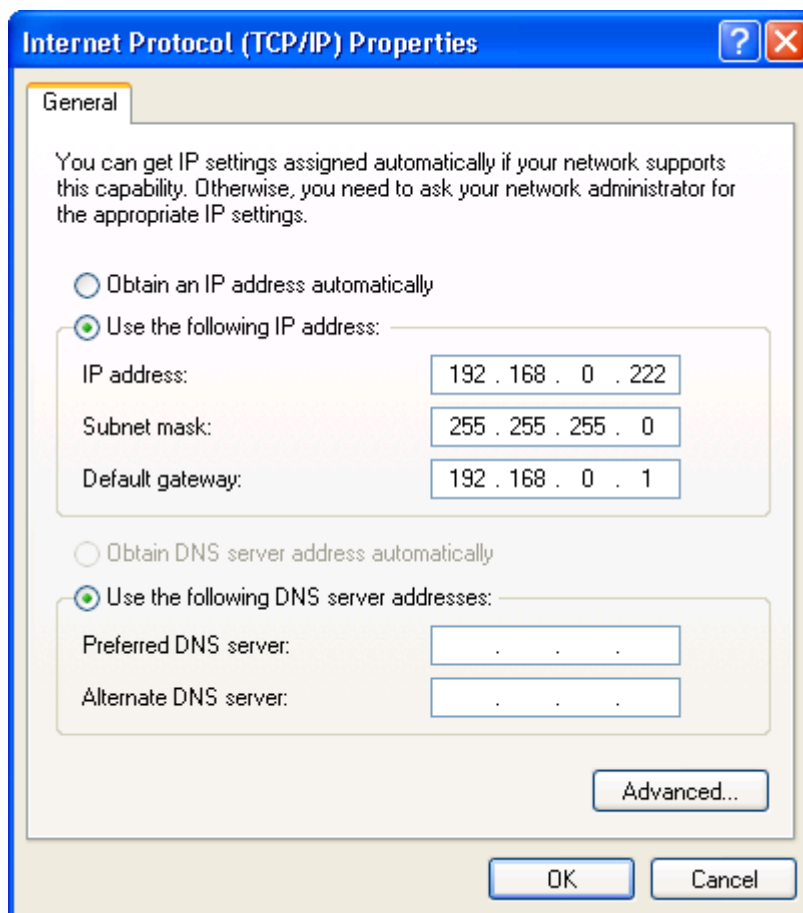 Internet Protocol (TCP/IP) Properties
General
You can get IP settings assigned automatically if your network supports
this capability. Otherwise, you need to ask your network administrator for
the appropriate IP settings.
Obtain an IP address automatically
Use the following IP address:
IP address: 192 . 168 . 0 . 222
Subnet mask: 255 . 255 . 255 . 0
Default gateway: 192 . 168 . 0 . 1
Obtain DNS server address automatically
Use the following DNS server addresses:
Preferred DNS server: . . .
Alternate DNS server: . . .
Advanced...
OK Cancel